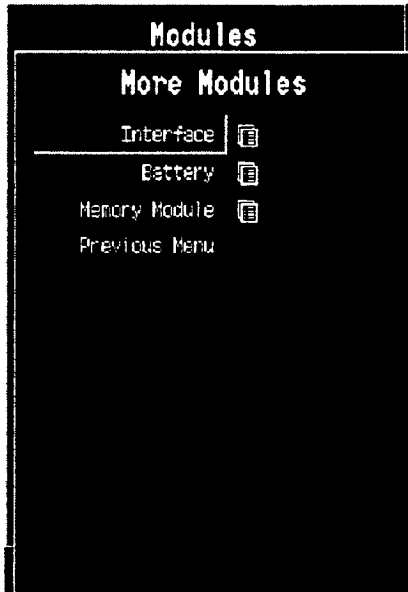 Modules
More Modules
Interface
Battery
Memory Module
Previous Menu